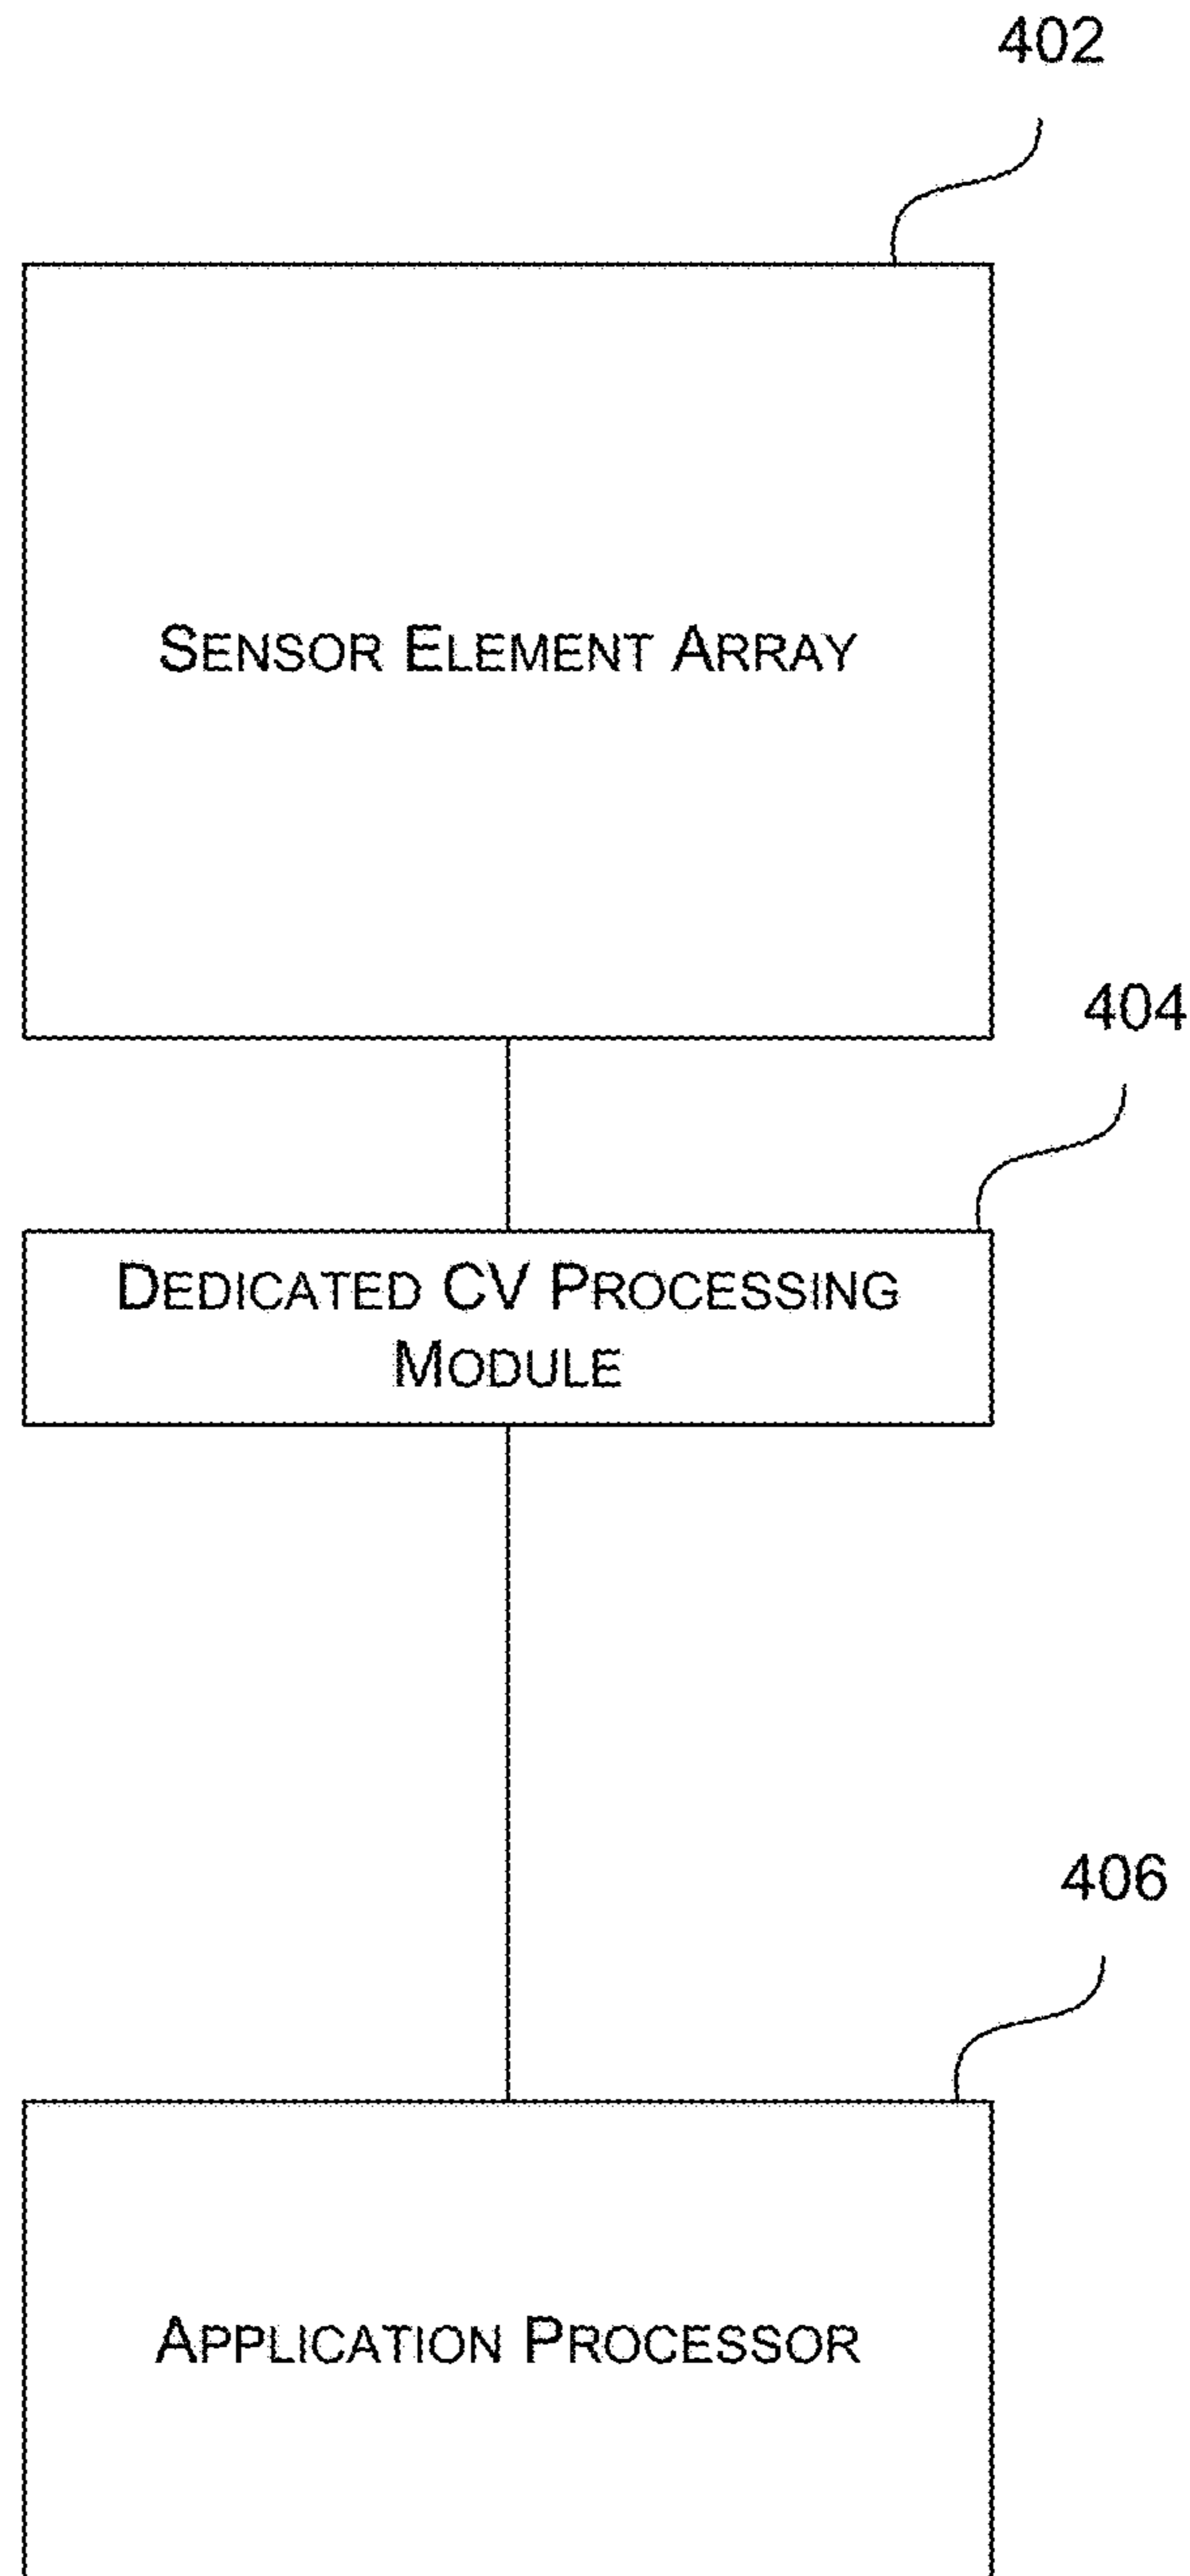 402
SENSOR ELEMENT ARRAY
404
DEDICATED CV PROCESSING
MODULE
406
APPLICATION PROCESSOR